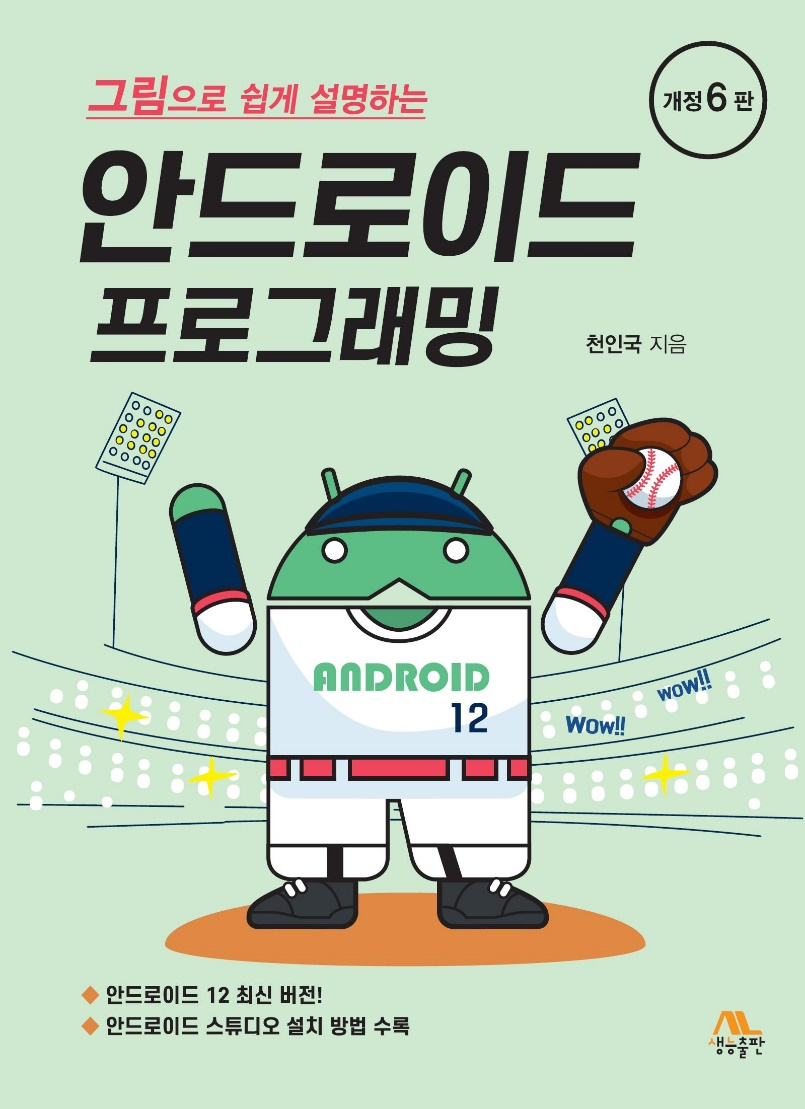 그림으로 쉽게 설명하는
개정6판
안드로이드
프로그래밍
천인국 지음
WOW!!
WOW!!
ANDROID
12
◆ 안드로이드 12 최신 버전!
◆ 안드로이드 스튜디오 설치 방법 수록
생능출판